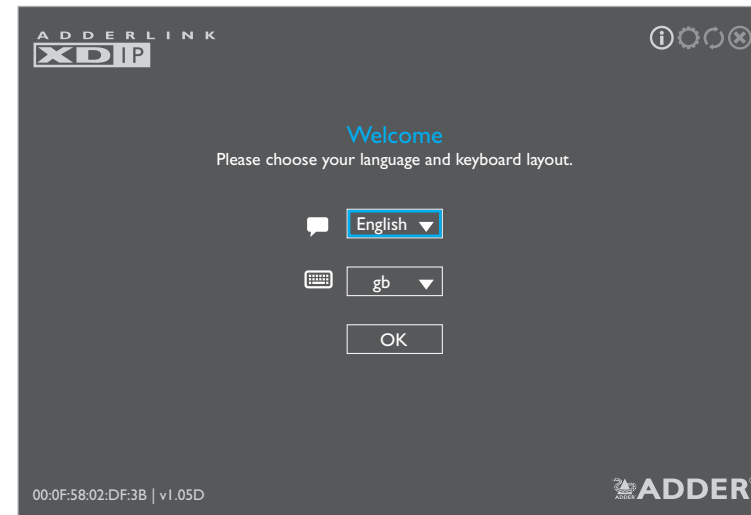 ADDERLINK
XDIP
Welcome
Please choose your language and keyboard layout.
English
gb
OK
00:0F:58:02:DF:3B | v1.05D
ADDER
ADDER®